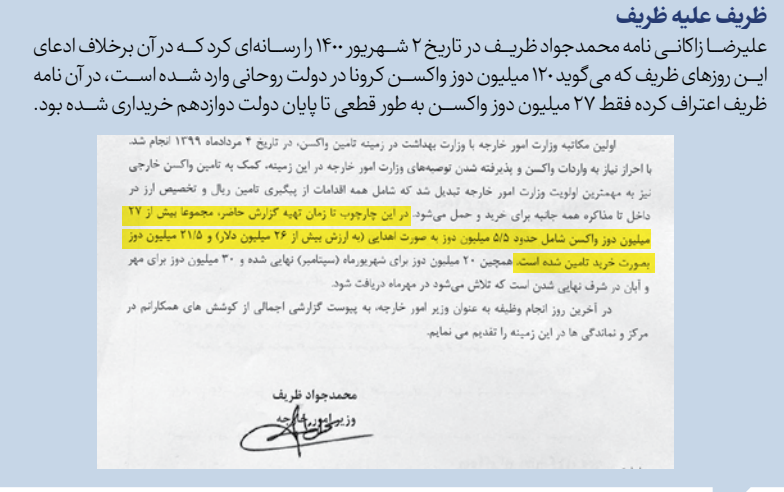 ظریف علیه ظریف
علیرضا زاکانی نامه محمدجواد ظریف در تاریخ ۲ شهریور ۱۴۰۰ را رسانه‌ای کرد که در آن برخلاف ادعای
این روزهای ظریف که می‌گوید ۱۲۰ میلیون دوز واکسن کرونا در دولت روحانی وارد شده است، در آن نامه
ظریف اعتراف کرده فقط ۲۷ میلیون دوز واکسن به طور قطعی تا پایان دولت دوازدهم خریداری شده بود.
اولین مکاتبه وزارت امور خارجه با وزارت بهداشت در زمینه تامین واکسن، در تاریخ ۴ مردادماه ۱۳۹۹ انجام شد.
با احراز نیاز به واردات واکسن و پذیرفته شدن توصیه‌های وزارت امور خارجه در این زمینه، کمک به تامین واکسن خارجی
نیز به مهمترین اولویت وزارت امور خارجه تبدیل شد که شامل همه اقدامات از پیگیری تامین ریال و تخصیص ارز در
داخل تا مذاکره همه جانبه برای خرید و حمل می‌شود. در این چارچوب تا زمان تهیه گزارش حاضر، مجموعا بیش از ۲۷
میلیون دوز واکسن شامل حدود ۵/۵ میلیون دوز به صورت اهدایی (به ارزش بیش از ۲۶ میلیون دلار) و ۲۱/۵ میلیون دوز
بصورت خرید تامین شده است. همچنین ۲۰ میلیون دوز برای شهریورماه (سپتامبر) نهایی شده و ۳۰ میلیون دوز برای مهر
و آبان در شرف نهایی شدن است که تلاش می‌شود در مهرماه دریافت شود.
در آخرین روز انجام وظیفه به عنوان وزیر امور خارجه، به پیوست گزارشی اجمالی از کوشش های همکارانم در
مرکز و نمایندگی ها در این زمینه را تقدیم می نمایم.
محمدجواد ظریف
وزیر امور خارجه